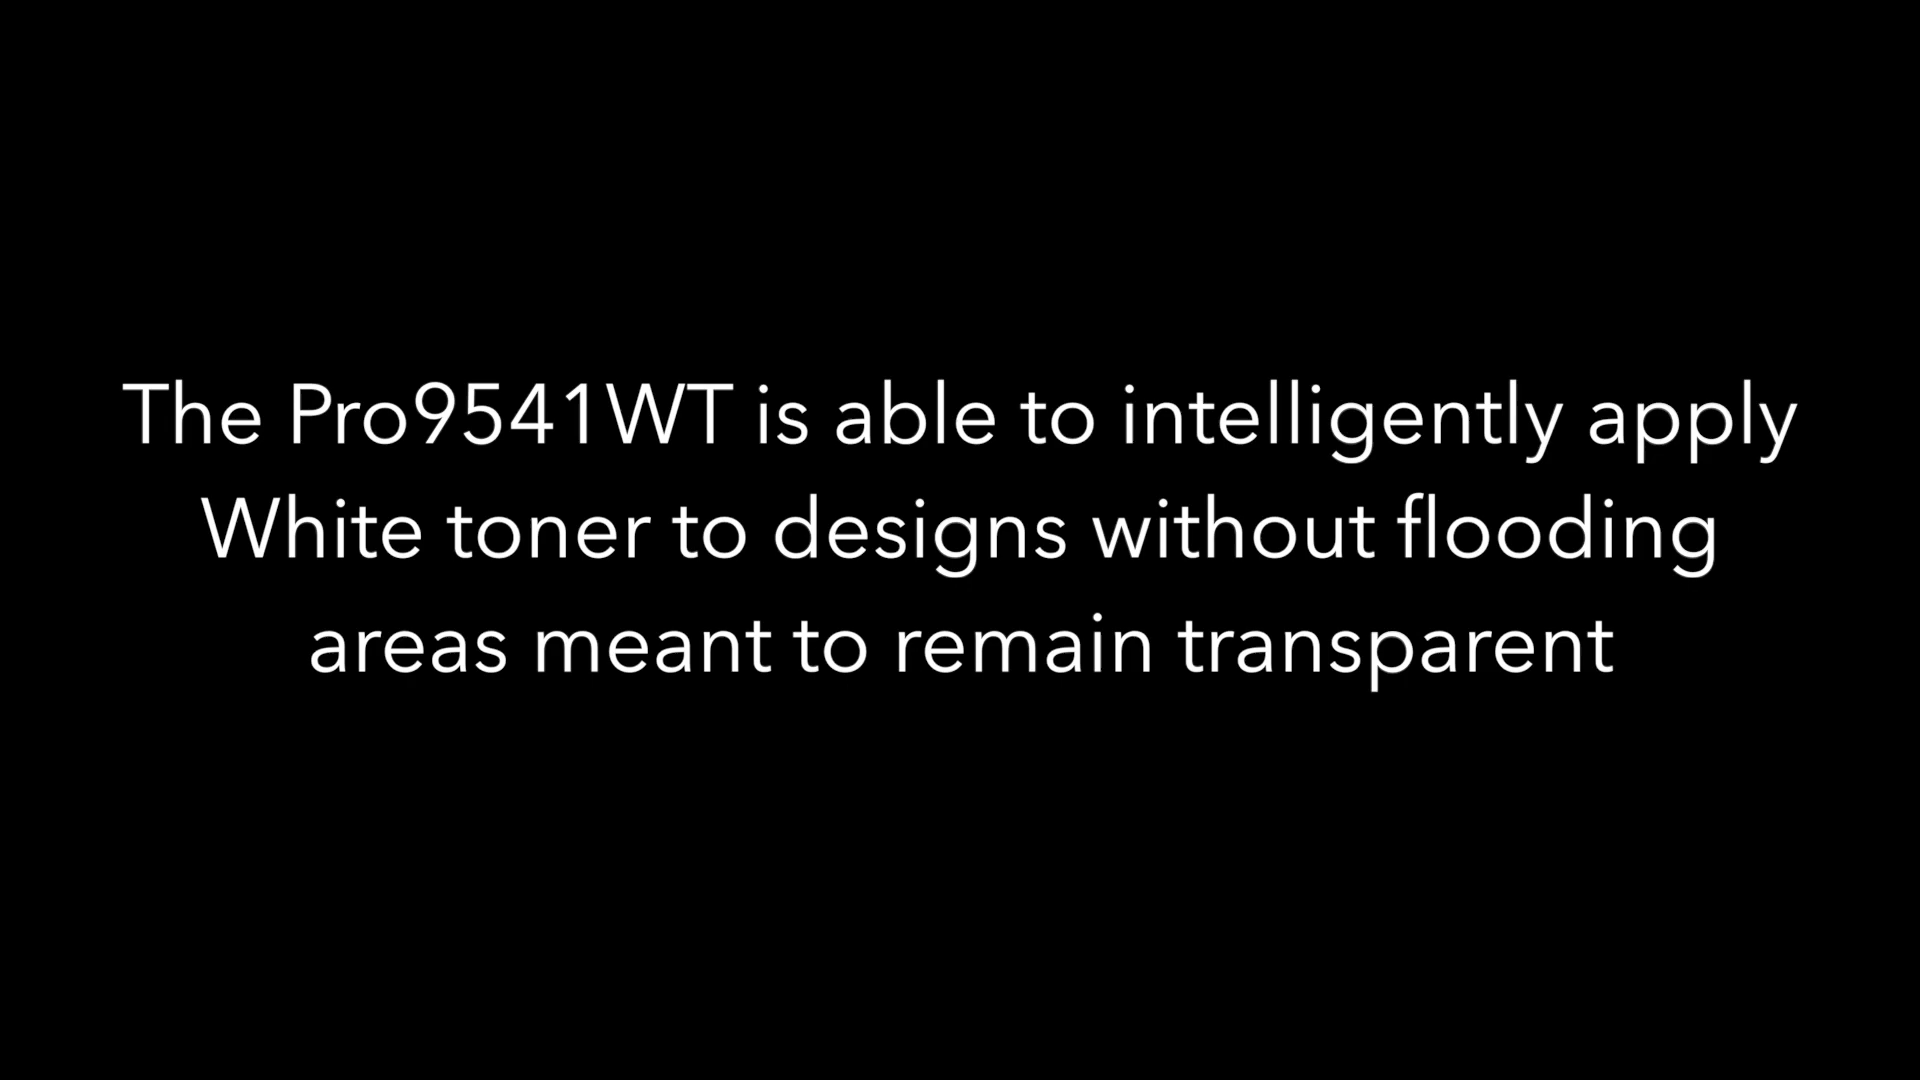 The Pro9541WT is able to intelligently apply
White toner to designs without flooding
areas meant to remain transparent